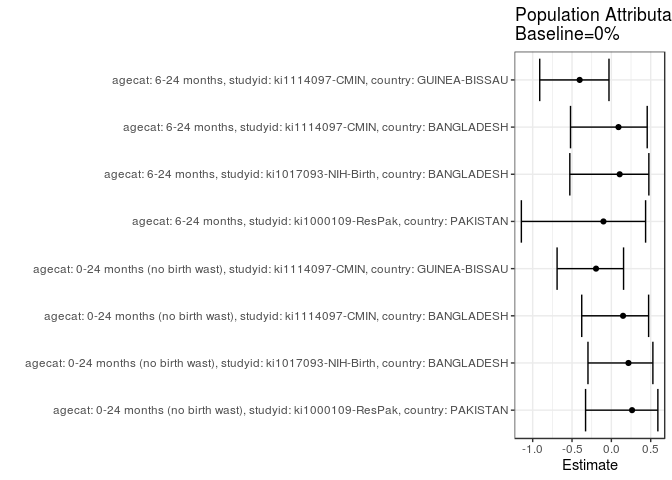 Population Attributa
Baseline=0%
agecat: 6-24 months, studyid: ki1114097-CMIN, country: GUINEA-BISSAU
agecat: 6-24 months, studyid: ki1114097-CMIN, country: BANGLADESH
agecat: 6-24 months, studyid: ki1017093-NIH-Birth, country: BANGLADESH
agecat: 6-24 months, studyid: ki1000109-ResPak, country: PAKISTAN
agecat: 0-24 months (no birth wast), studyid: ki1114097-CMIN, country: GUINEA-BISSAU
agecat: 0-24 months (no birth wast), studyid: ki1114097-CMIN, country: BANGLADESH
agecat: 0-24 months (no birth wast), studyid: ki1017093-NIH-Birth, country: BANGLADESH
agecat: 0-24 months (no birth wast), studyid: ki1000109-ResPak, country: PAKISTAN
-1.0 -0.5 0.0 0.5
Estimate